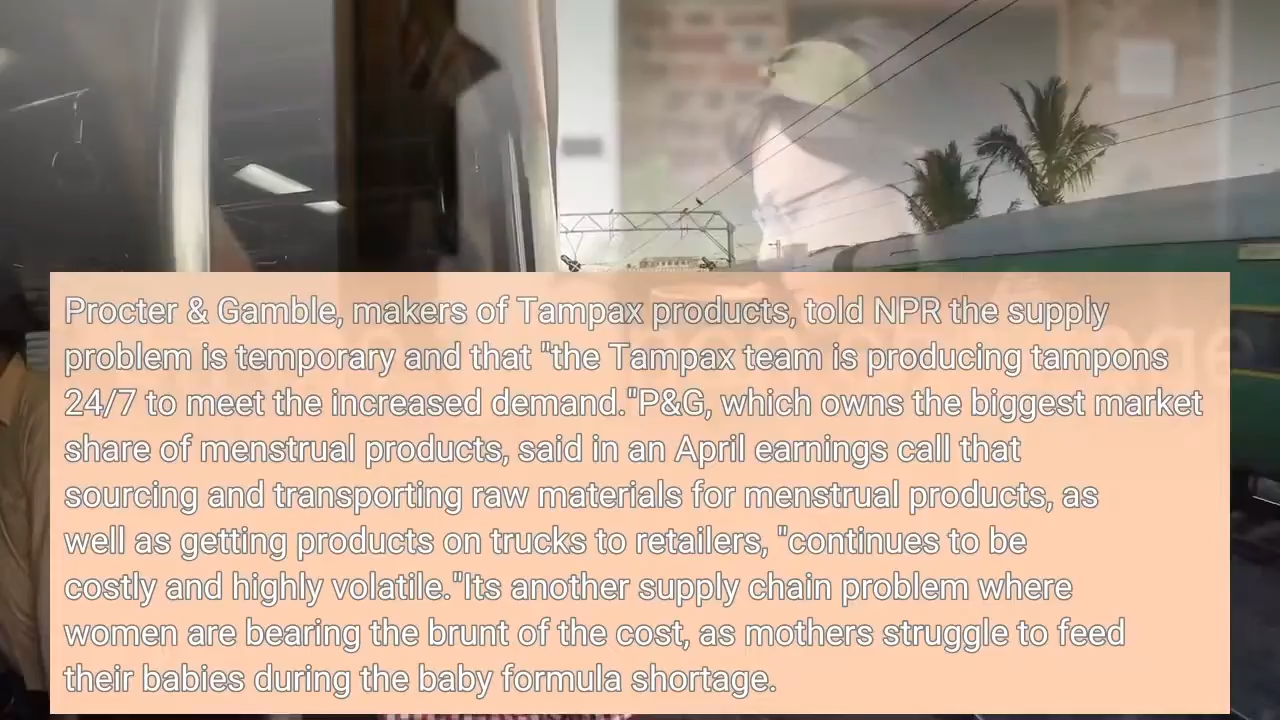 Procter & Gamble, makers of Tampax products, told NPR the supply
problem is temporary and that "the Tampax team is producing tampons
24/7 to meet the increased demand."P&G, which owns the biggest market
share of menstrual products, said in an April earnings call that
sourcing and transporting raw materials for menstrual products, as
well as getting products on trucks to retailers, "continues to be
costly and highly volatile."Its another supply chain problem where
women are bearing the brunt of the cost, as mothers struggle to feed
their babies during the baby formula shortage.